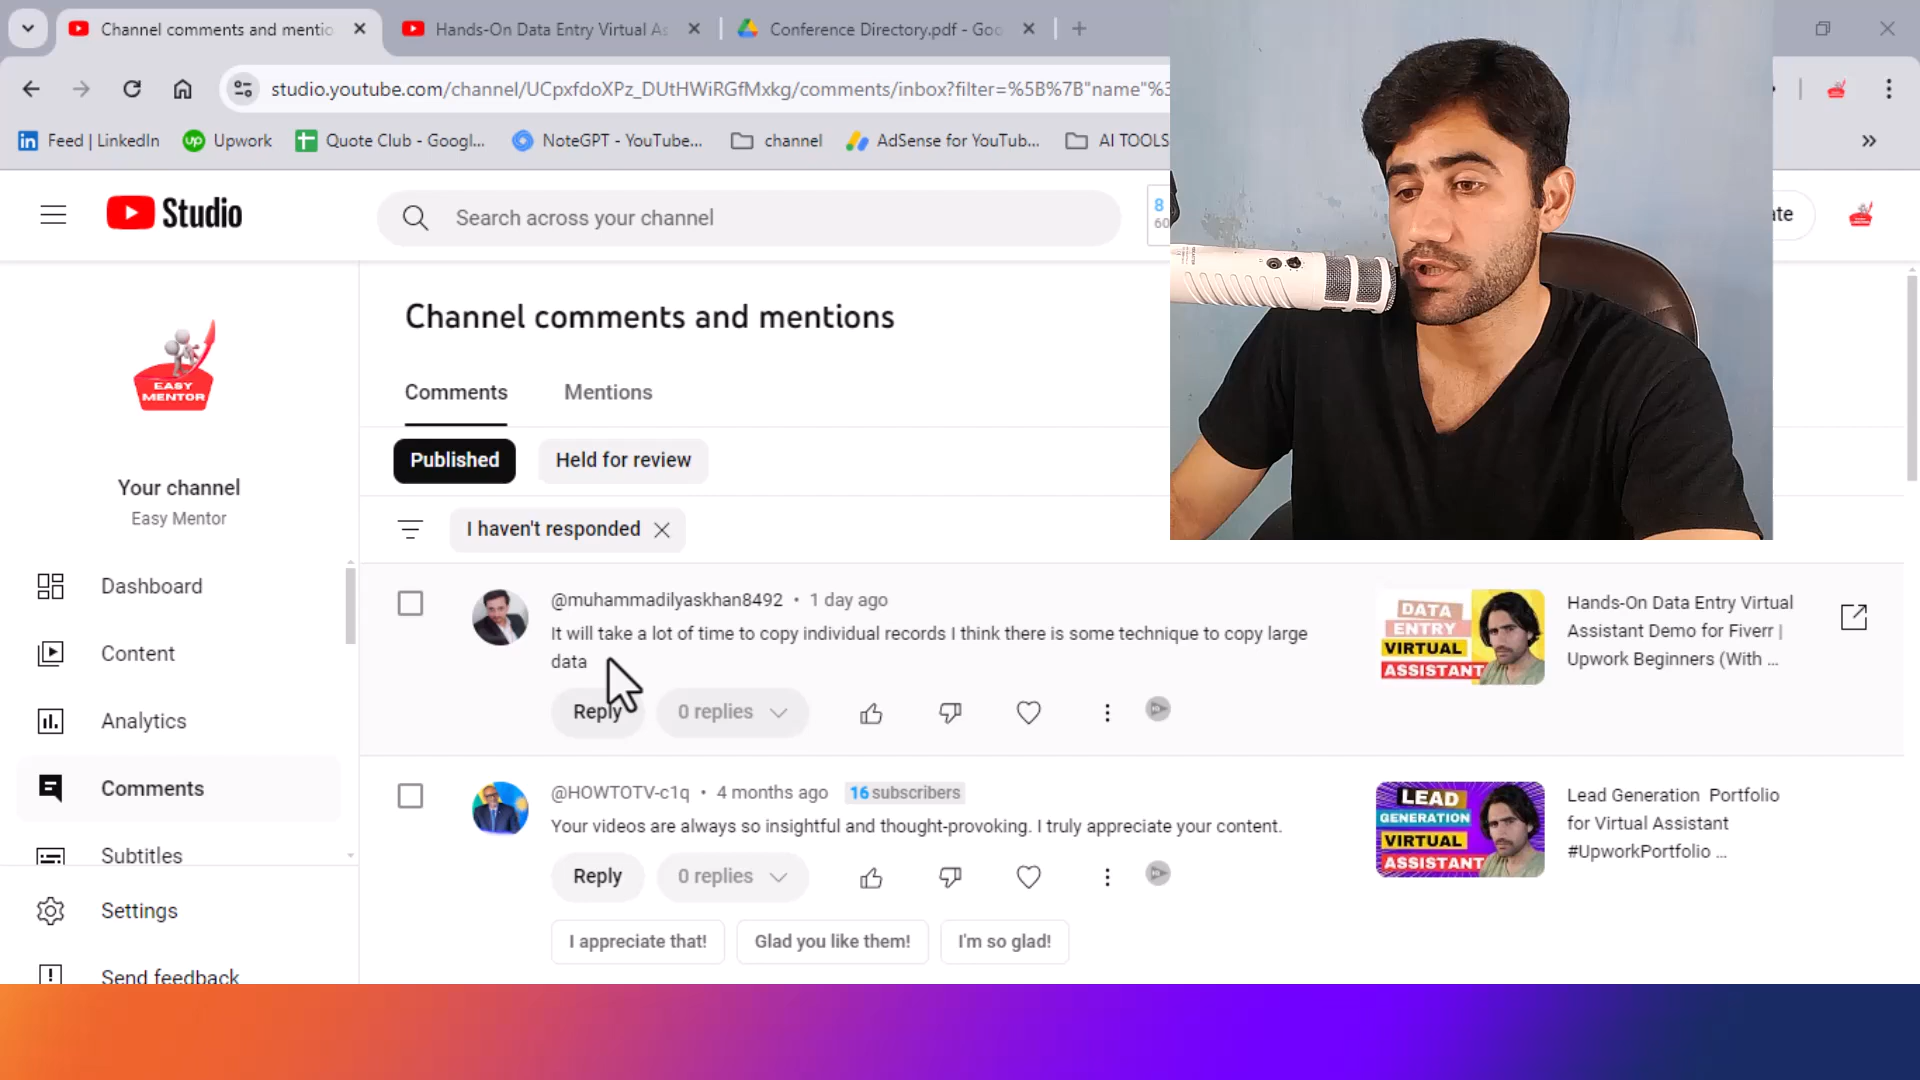 Channel comments and mentio
Hands-On Data Entry Virtual As
Conference Directory.pdf - Goo
studio.youtube.com/channel/UCpxfdoXPz_DUtHWiRGfMxkg/comments/inbox?filter=%5B%7B"name"%3
Feed | LinkedIn
Upwork
Quote Club - Googl...
NoteGPT - YouTube...
channel
AdSense for YouTub...
AI TOOLS
Studio
Search across your channel
8
60
ate
EASY
MENTOR
Your channel
Easy Mentor
Dashboard
Content
Analytics
Comments
Subtitles
Settings
Send feedback
Channel comments and mentions
Comments
Mentions
Published
Held for review
I haven't responded
@muhammadilyaskhan8492 • 1 day ago
It will take a lot of time to copy individual records I think there is some technique to copy large
data
Reply
0 replies
DATA
ENTRY
VIRTUAL
ASSISTANT
Hands-On Data Entry Virtual
Assistant Demo for Fiverr |
Upwork Beginners (With ...
@HOWTOTV-c1q • 4 months ago 16 subscribers
Your videos are always so insightful and thought-provoking. I truly appreciate your content.
Reply
0 replies
I appreciate that!
Glad you like them!
I'm so glad!
LEAD
GENERATION
VIRTUAL
ASSISTANT
Lead Generation Portfolio
for Virtual Assistant
#UpworkPortfolio ...